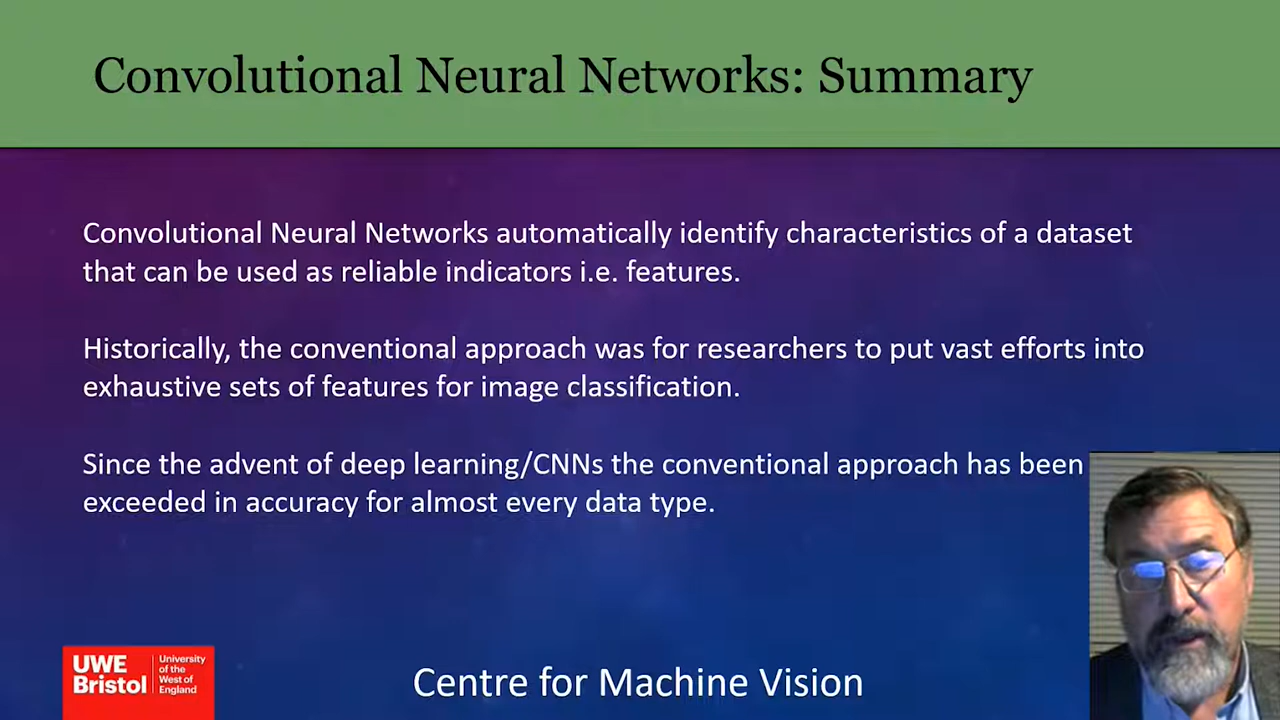 Convolutional Neural Networks: Summary
Convolutional Neural Networks automatically identify characteristics of a dataset
that can be used as reliable indicators i.e. features.
Historically, the conventional approach was for researchers to put vast efforts into
exhaustive sets of features for image classification.
Since the advent of deep learning/CNNs the conventional approach has been
exceeded in accuracy for almost every data type.
UWE
Bristol
University
of the
West of
England
Centre for Machine Vision